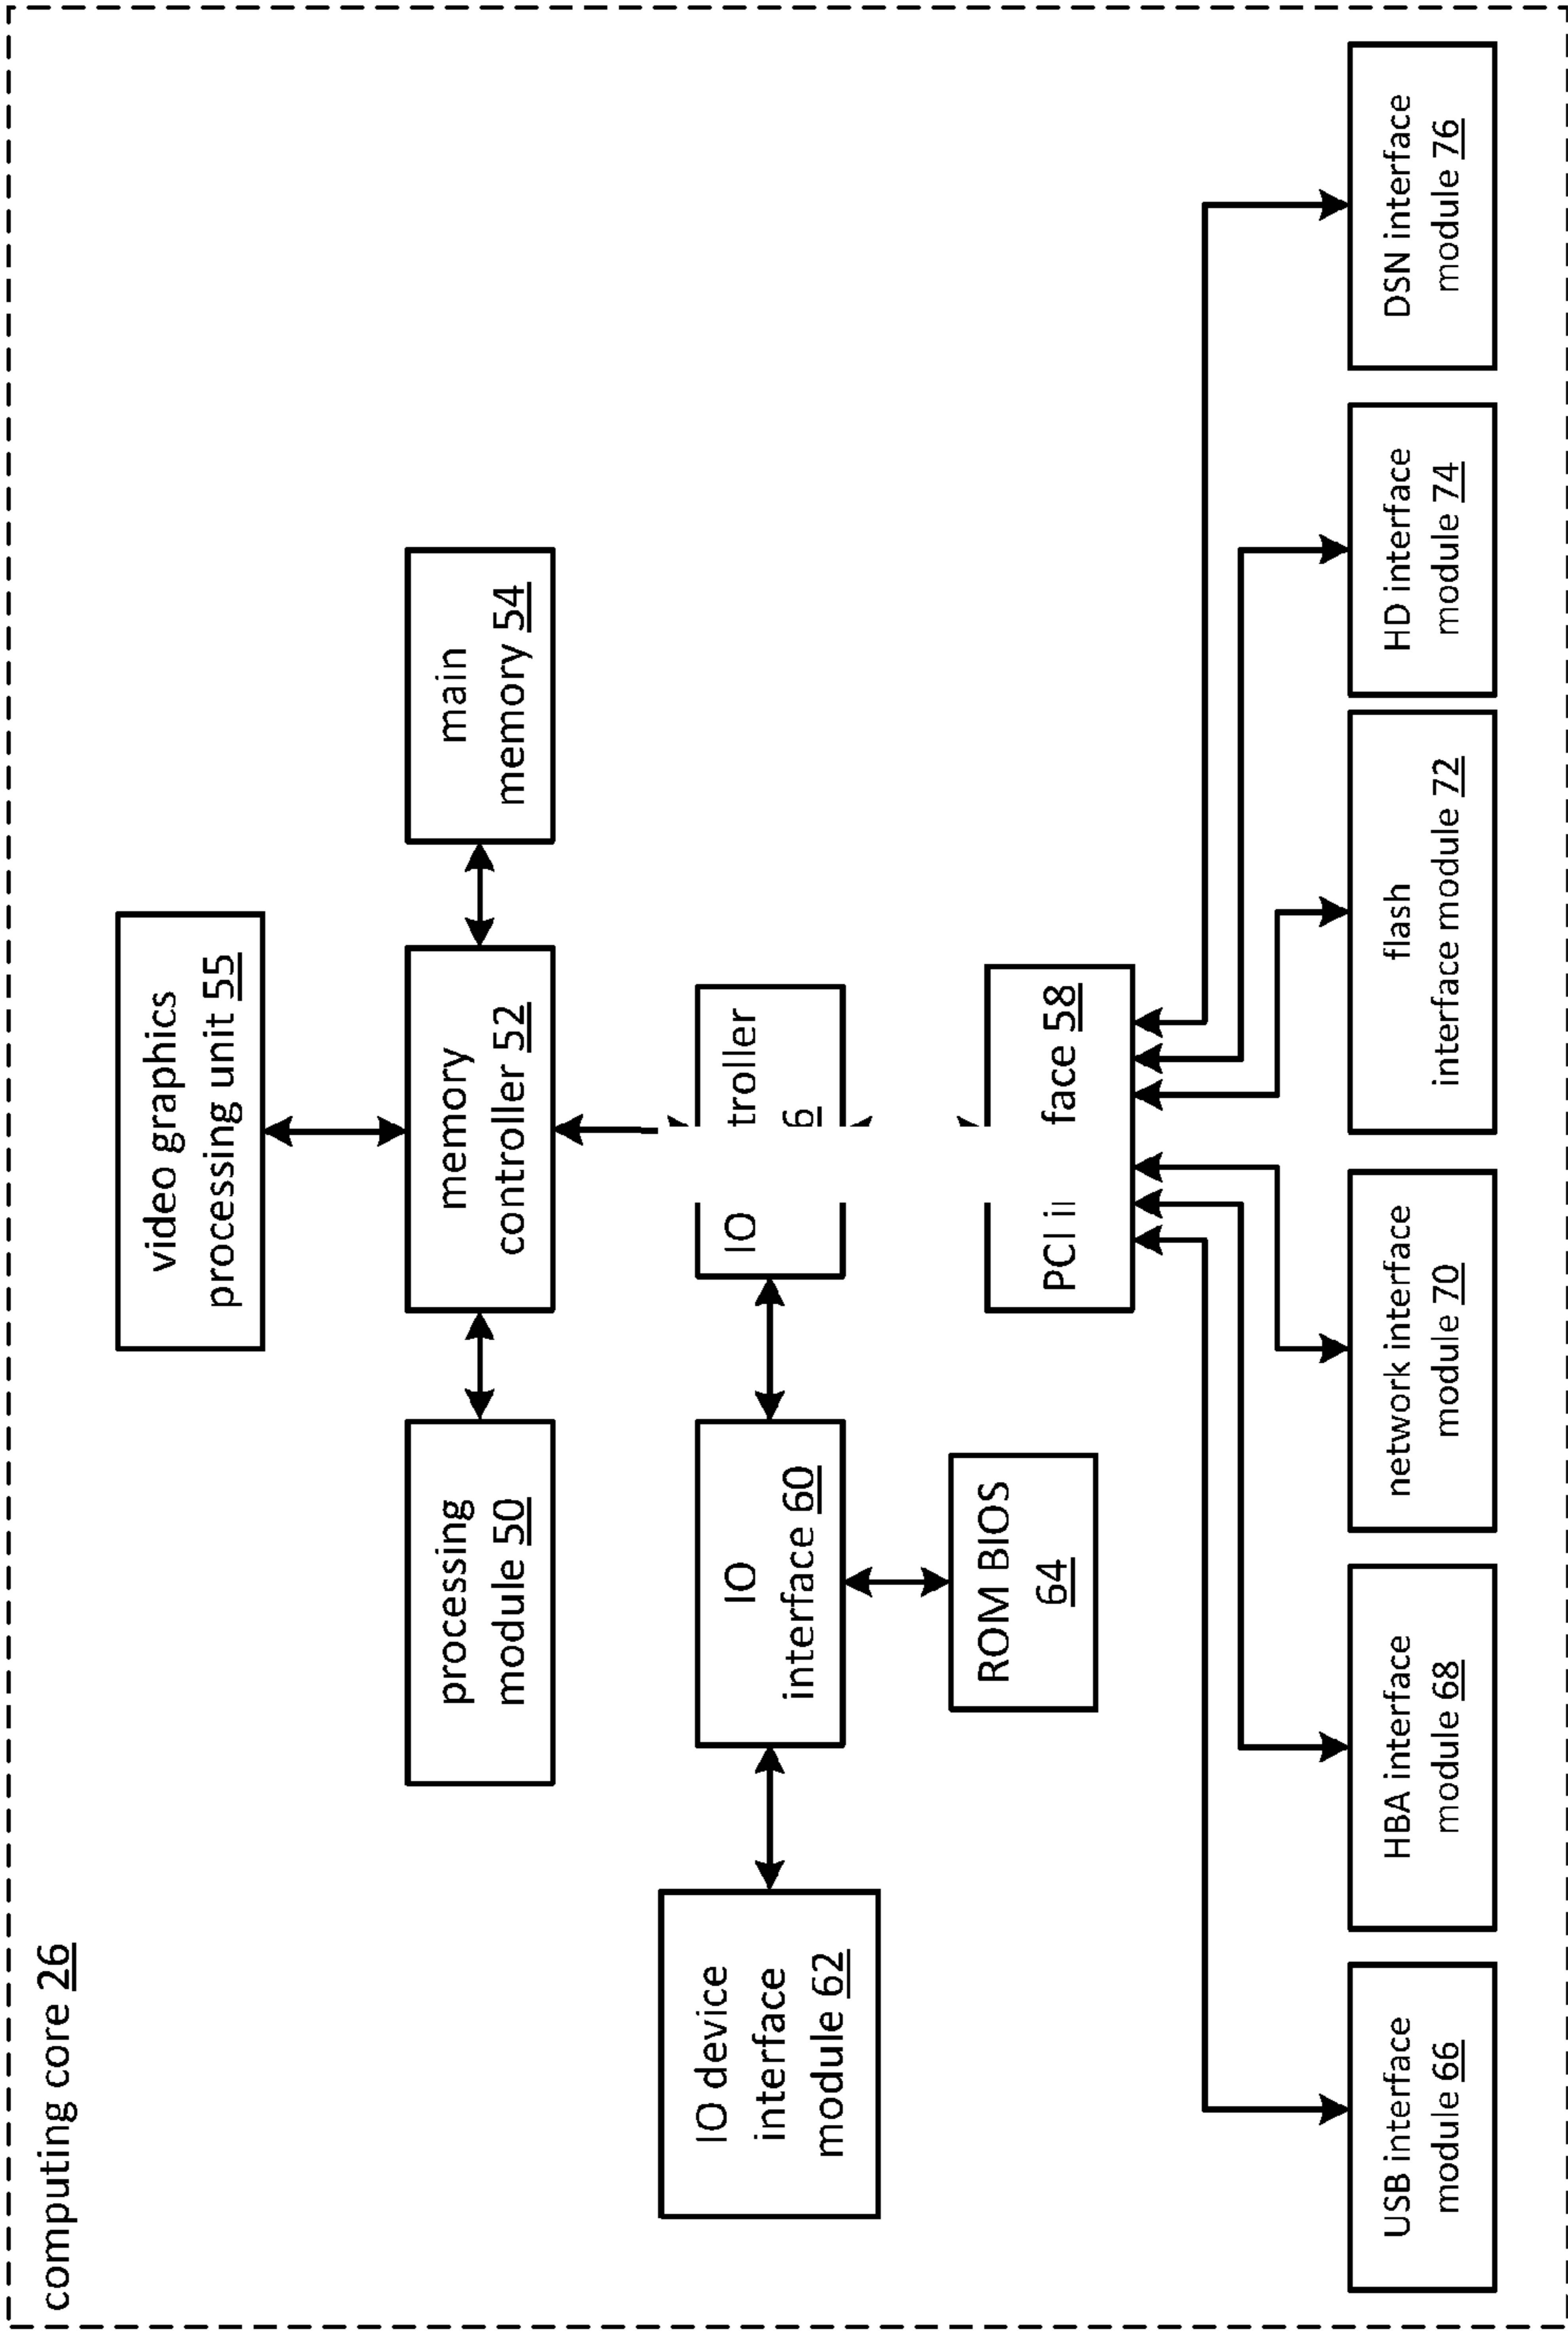 computing core 26
video graphics
processing unit 55
processing
module 50
memory
controller 52
main
memory 54
IO device
interface
module 62
IO
interface 60
IO troller
6
ROM BIOS
64
PCI face 58
USB interface
module 66
HBA interface
module 68
network interface
module 70
flash
interface module 72
HD interface
module 74
DSN interface
module 76